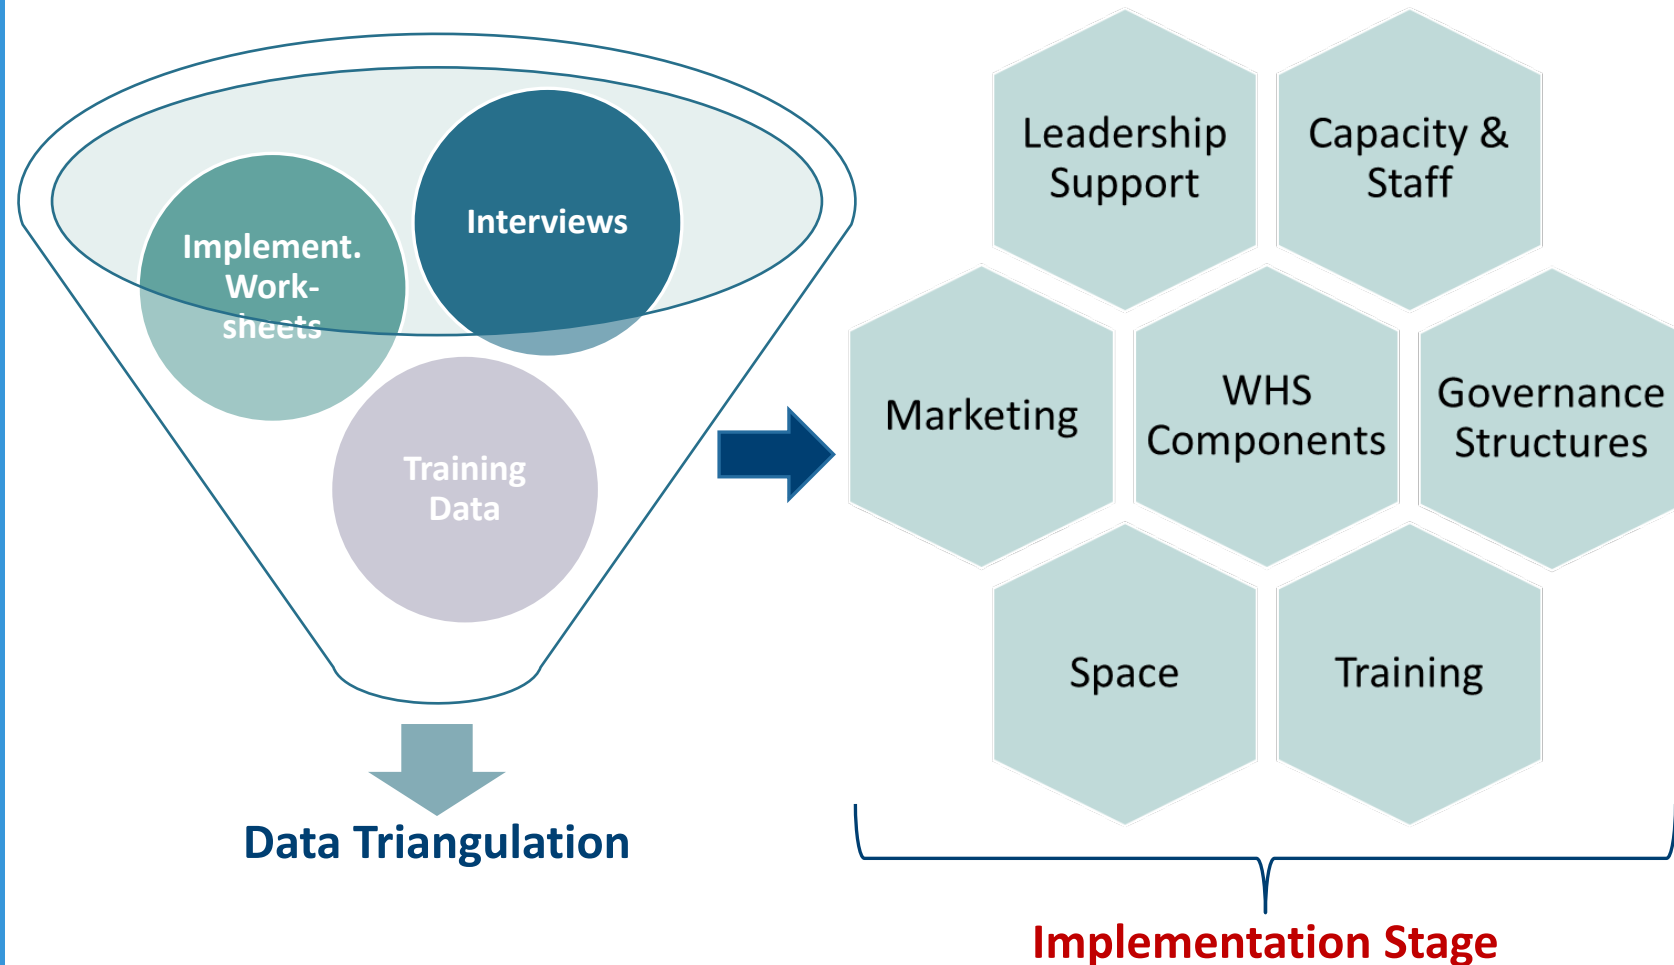 Implement.
Work-
sheets
Interviews
Training
Data
Data Triangulation
Leadership
Support
Capacity &
Staff
Marketing
WHS
Components
Governance
Structures
Space
Training
Implementation Stage